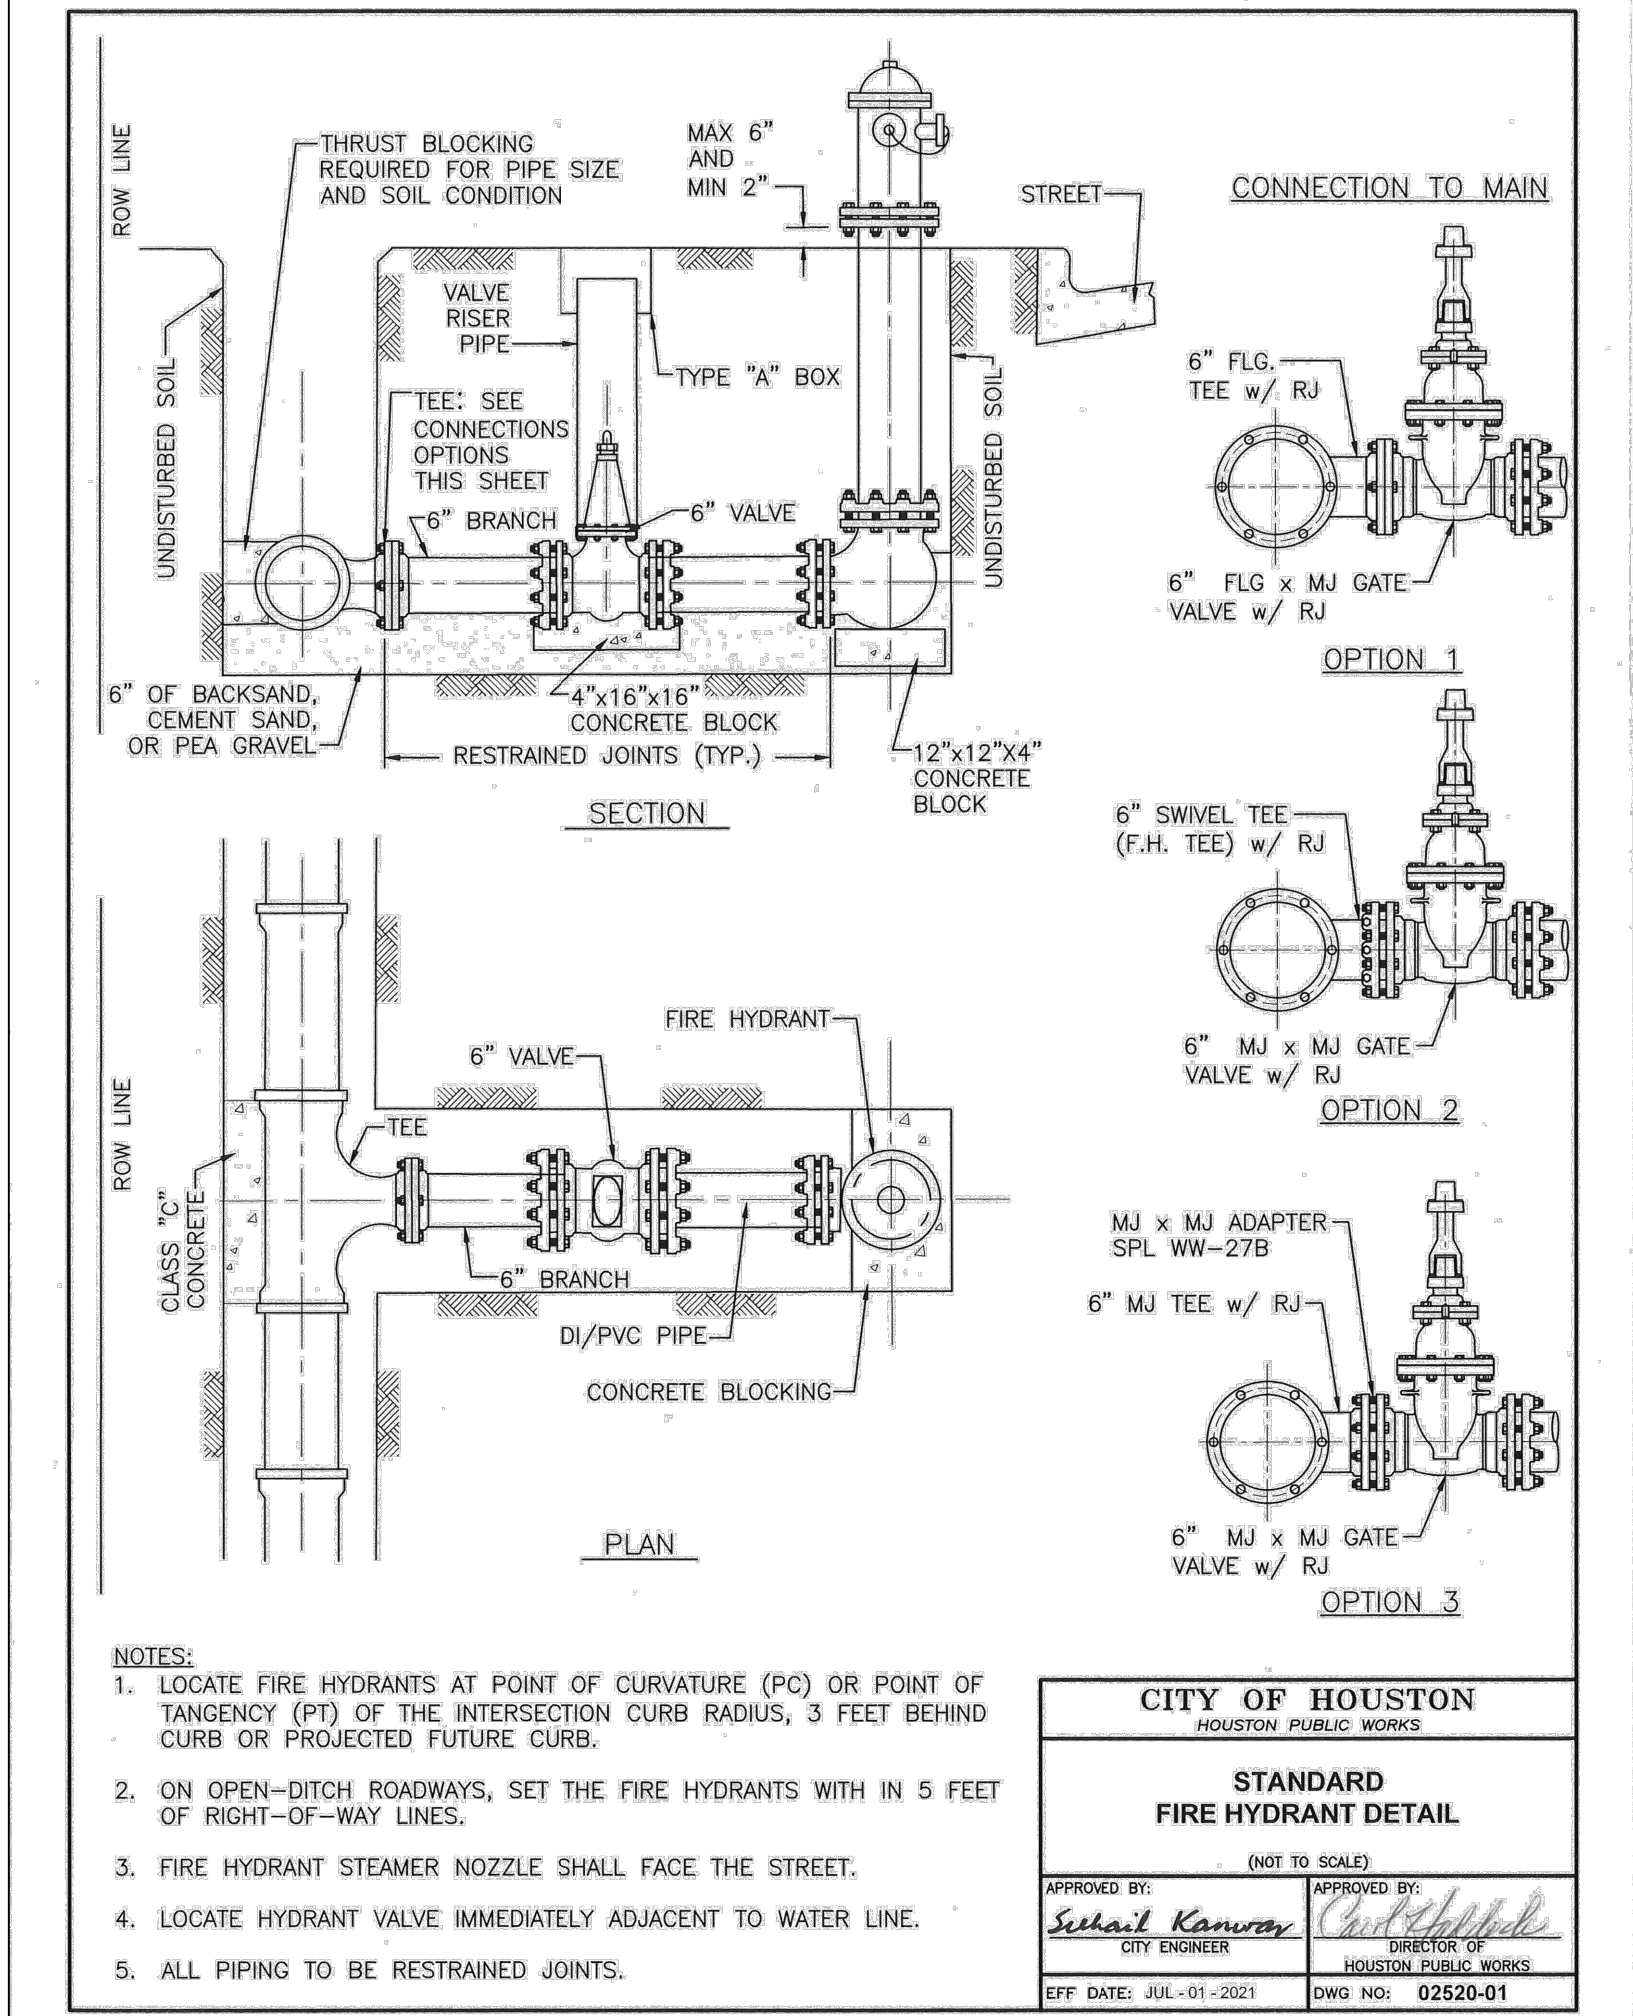 ROW LINE
THRUST BLOCKING
REQUIRED FOR PIPE SIZE
AND SOIL CONDITION
MAX 6"
AND
MIN 2"
STREET
UNDISTURBED SOIL
VALVE
RISER
PIPE
TYPE "A" BOX
TEE: SEE
CONNECTIONS
OPTIONS
THIS SHEET
6" BRANCH
6" VALVE
UNDISTURBED SOIL
6" OF BACKSAND,
CEMENT SAND,
OR PEA GRAVEL
4"x16"x16"
CONCRETE BLOCK
RESTRAINED JOINTS (TYP.)
12"x12"X4"
CONCRETE
BLOCK
SECTION
CONNECTION TO MAIN
6" FLG.
TEE w/ RJ
6" FLG x MJ GATE
VALVE w/ RJ
OPTION 1
6" SWIVEL TEE
(F.H. TEE) w/ RJ
6" MJ x MJ GATE
VALVE w/ RJ
OPTION 2
MJ x MJ ADAPTER
SPL WW-27B
6" MJ TEE w/ RJ
6" MJ x MJ GATE
VALVE w/ RJ
OPTION 3
ROW LINE
FIRE HYDRANT
6" VALVE
TEE
CLASS "C"
CONCRETE
6" BRANCH
DI/PVC PIPE
CONCRETE BLOCKING
PLAN
NOTES:
1. LOCATE FIRE HYDRANTS AT POINT OF CURVATURE (PC) OR POINT OF
TANGENCY (PT) OF THE INTERSECTION CURB RADIUS, 3 FEET BEHIND
CURB OR PROJECTED FUTURE CURB.
2. ON OPEN-DITCH ROADWAYS, SET THE FIRE HYDRANTS WITH IN 5 FEET
OF RIGHT-OF-WAY LINES.
3. FIRE HYDRANT STEAMER NOZZLE SHALL FACE THE STREET.
4. LOCATE HYDRANT VALVE IMMEDIATELY ADJACENT TO WATER LINE.
5. ALL PIPING TO BE RESTRAINED JOINTS.
CITY OF HOUSTON
HOUSTON PUBLIC WORKS
STANDARD
FIRE HYDRANT DETAIL
(NOT TO SCALE)
APPROVED BY:
Suhail Kanwar
CITY ENGINEER
APPROVED BY:
Carol Haddock
DIRECTOR OF
HOUSTON PUBLIC WORKS
EFF DATE: JUL - 01 - 2021
DWG NO: 02520-01